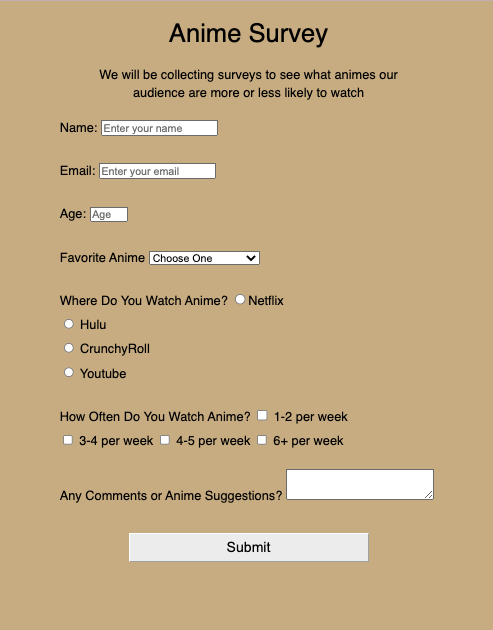 Anime Survey
We will be collecting surveys to see what animes our
audience are more or less likely to watch
Name: Enter your name
Email: Enter your email
Age: Age
Favorite Anime Choose One
Where Do You Watch Anime? Netflix
Hulu
CrunchyRoll
Youtube
How Often Do You Watch Anime? 1-2 per week
3-4 per week 4-5 per week 6+ per week
Any Comments or Anime Suggestions?
Submit